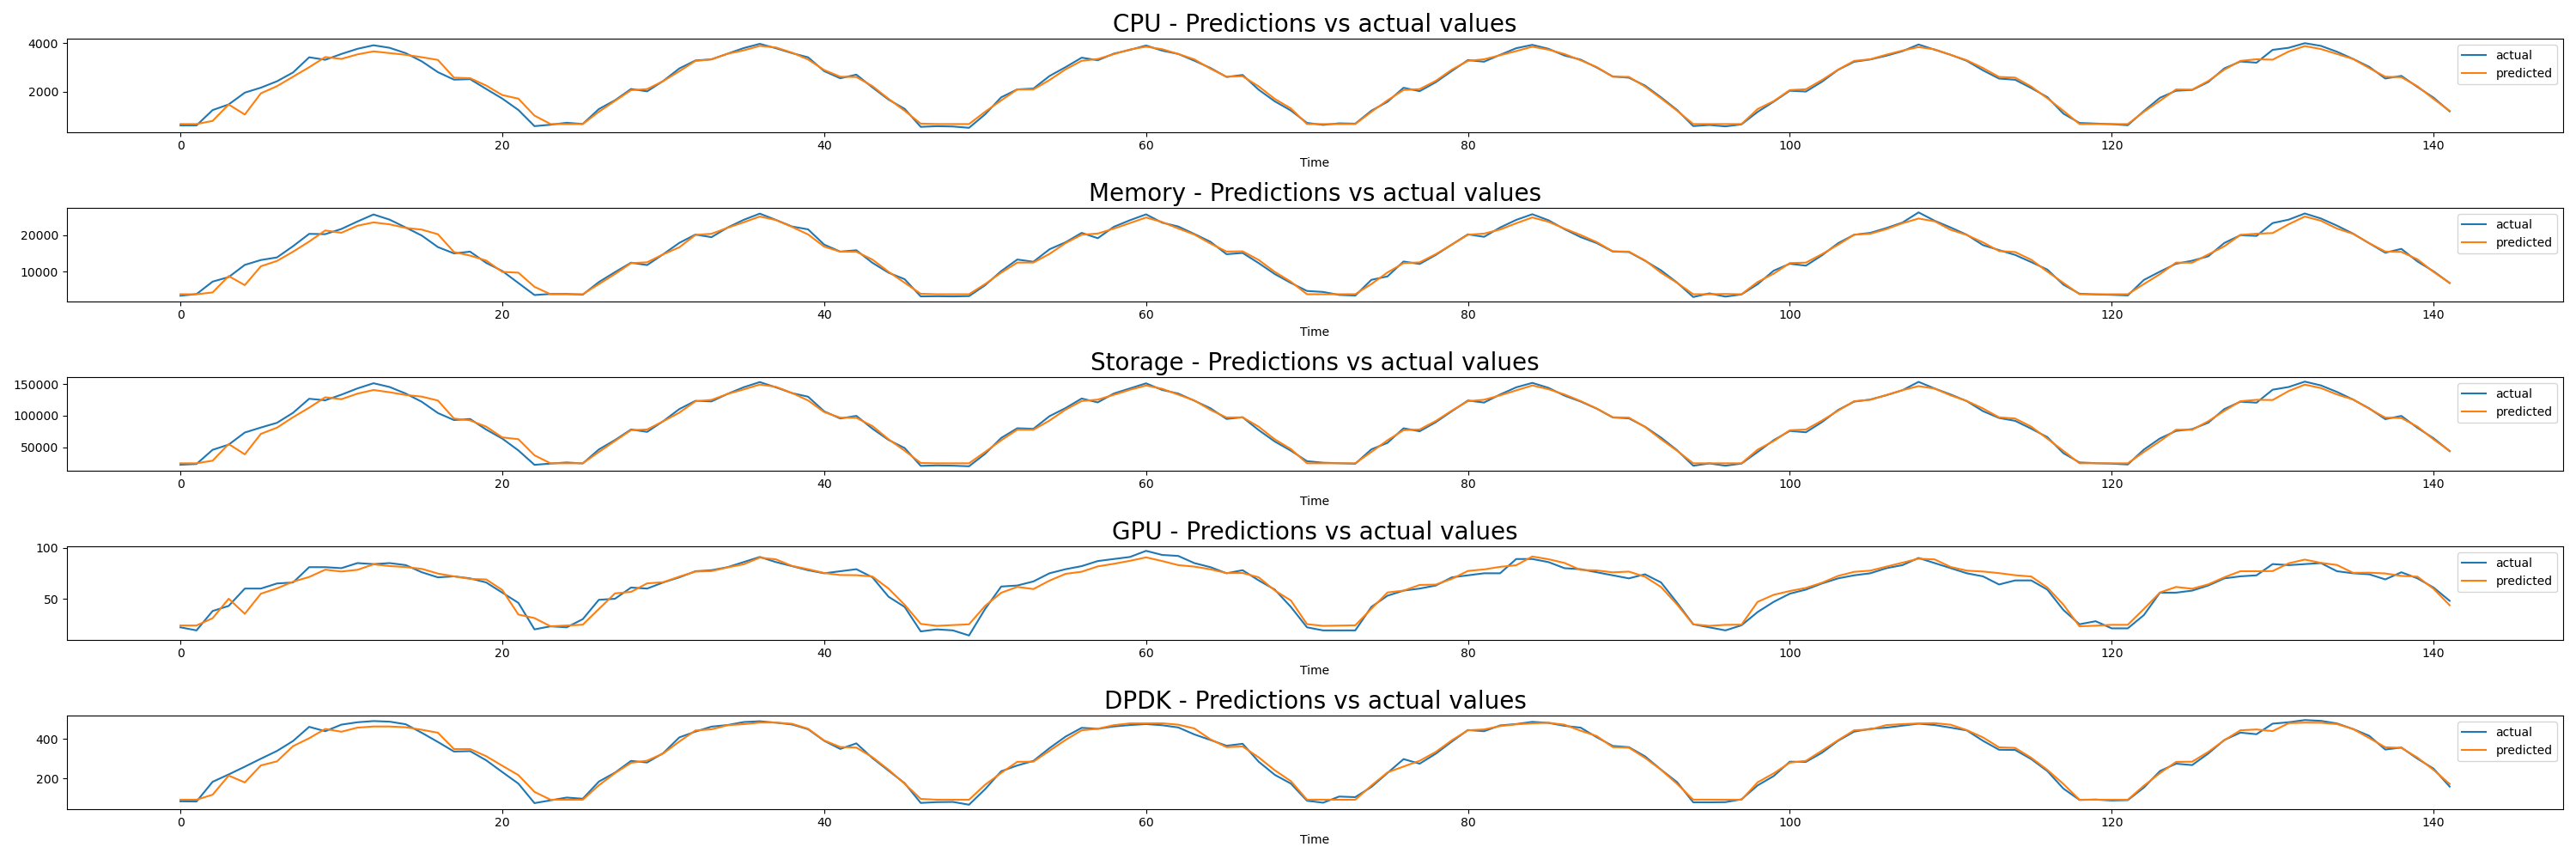 CPU - Predictions vs actual values
4000
2000
actual
predicted
0 20 40 60 80 100 120 140
Time
Memory - Predictions vs actual values
20000
10000
actual
predicted
0 20 40 60 80 100 120 140
Time
Storage - Predictions vs actual values
150000
100000
50000
actual
predicted
0 20 40 60 80 100 120 140
Time
GPU - Predictions vs actual values
100
50
actual
predicted
0 20 40 60 80 100 120 140
Time
DPDK - Predictions vs actual values
400
200
actual
predicted
0 20 40 60 80 100 120 140
Time